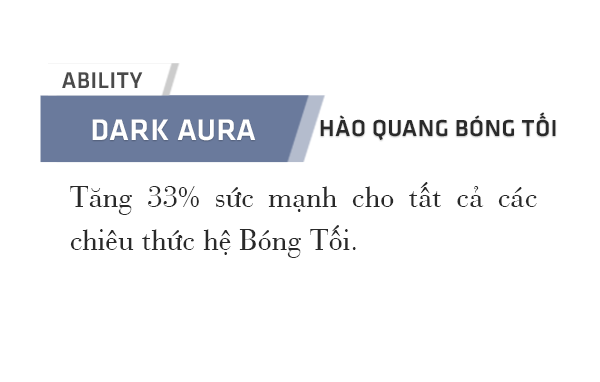 ABILITY
DARK AURA
HÀO QUANG BÓNG TỐI
Tăng 33% sức mạnh cho tất cả các
chiêu thức hệ Bóng Tối.